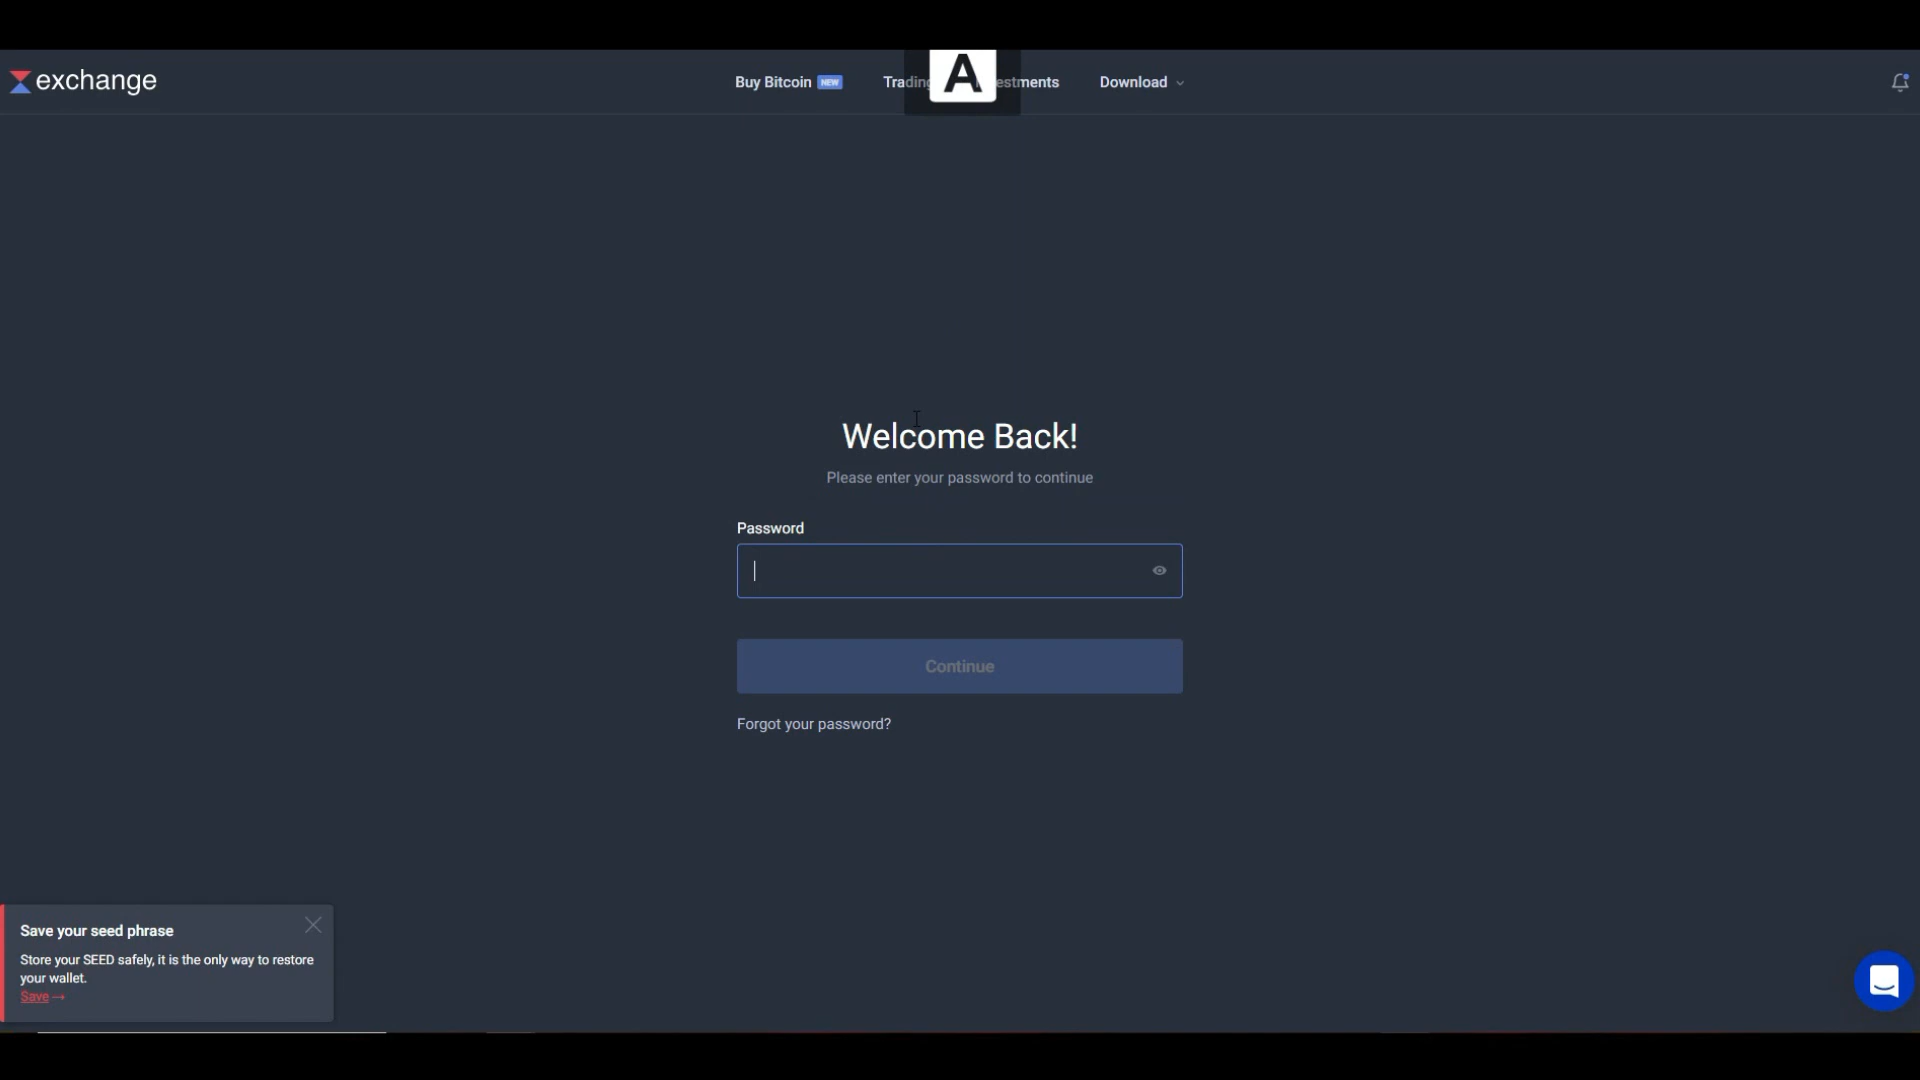 exchange
Buy Bitcoin NEW
Trading
A
estments
Download
Welcome Back!
Please enter your password to continue
Password
Continue
Forgot your password?
Save your seed phrase
Store your SEED safely, it is the only way to restore
your wallet.
Save →